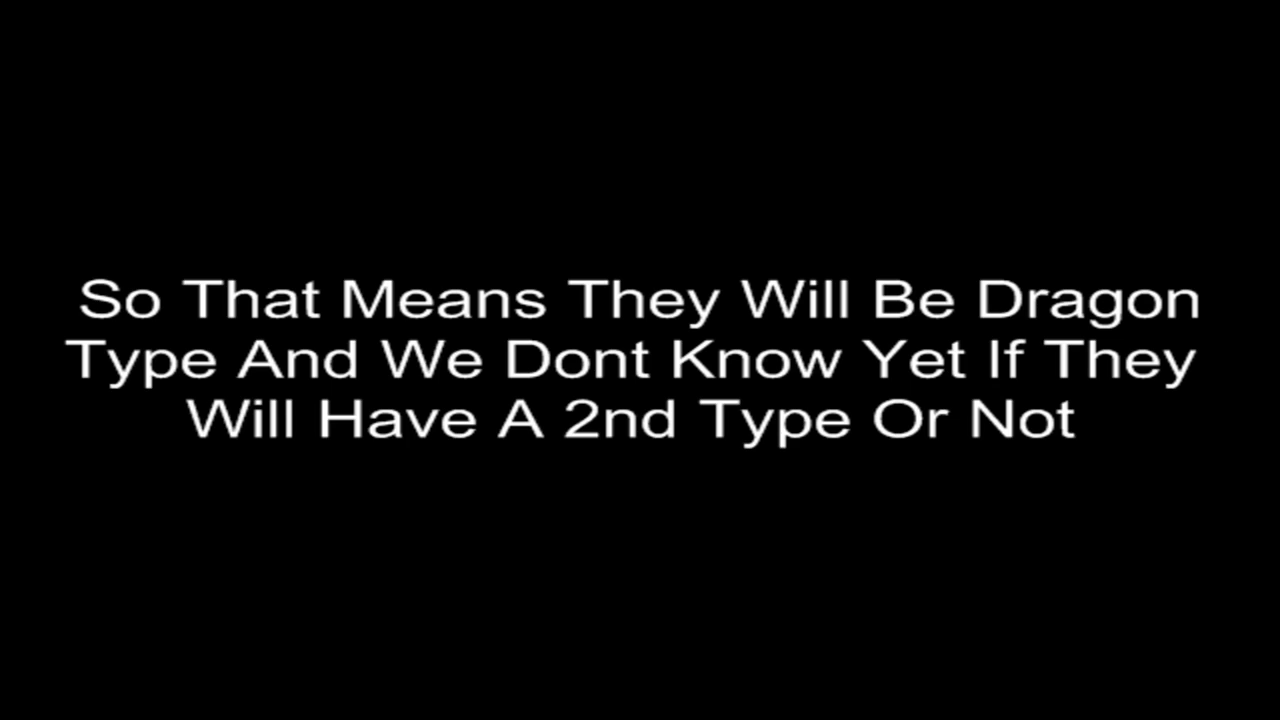 So That Means They Will Be Dragon
Type And We Dont Know Yet If They
Will Have A 2nd Type Or Not